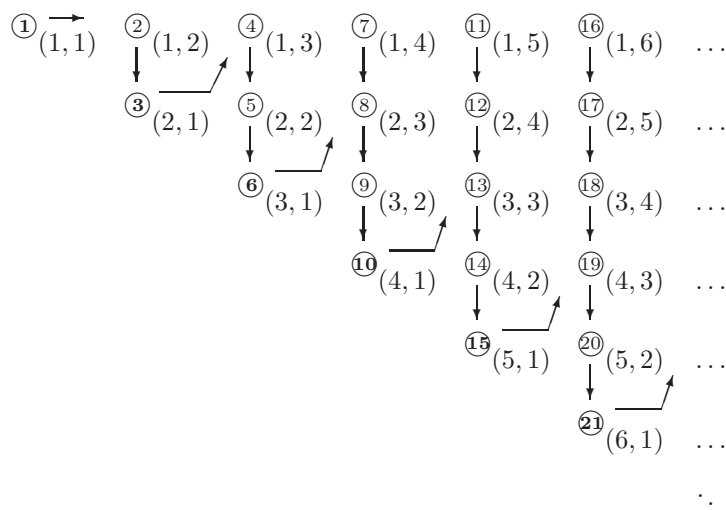 ① ② ④ ⑦ ⑪ ⑯
(1, 1) (1, 2) (1, 3) (1, 4) (1, 5) (1, 6) ...
③ ⑤ ⑧ ⑫ ⑰
(2, 1) (2, 2) (2, 3) (2, 4) (2, 5) ...
⑥ ⑨ ⑬ ⑱
(3, 1) (3, 2) (3, 3) (3, 4) ...
⑩ ⑭ ⑲
(4, 1) (4, 2) (4, 3) ...
⑮ ⑳
(5, 1) (5, 2) ...
㉑
(6, 1) ...
⋱